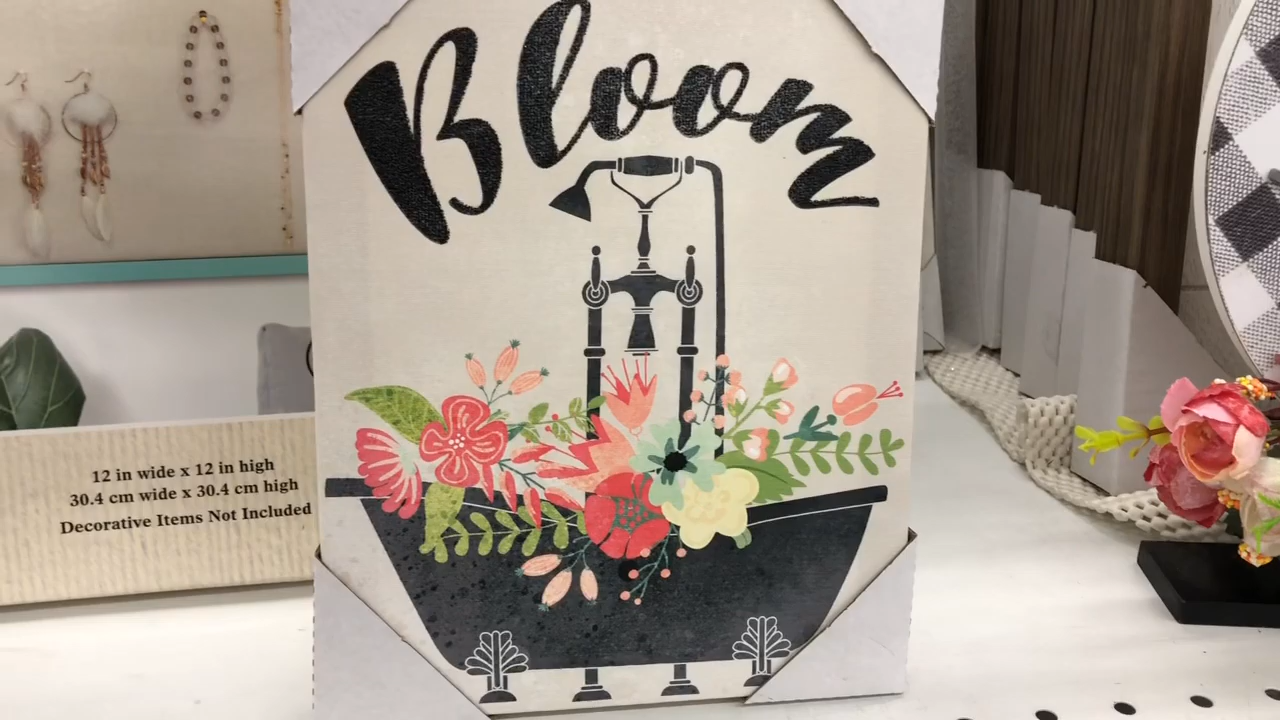 Bloom
12 in wide x 12 in high
30.4 cm wide x 30.4 cm high
Decorative Items Not Included